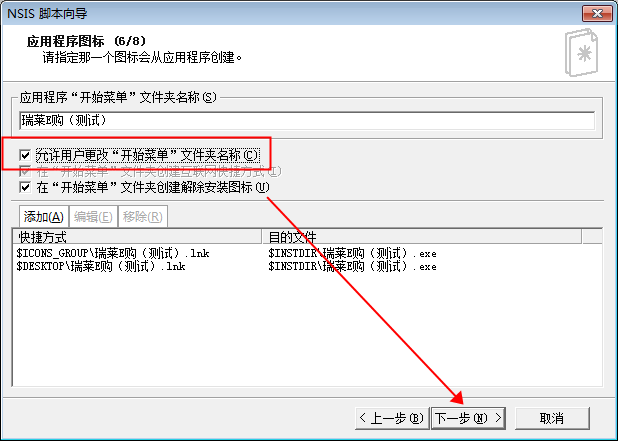 NSIS 脚本向导
应用程序图标 (6/8)
请指定那一个图标会从应用程序创建。
应用程序“开始菜单”文件夹名称(S)
瑞莱E购（测试）
允许用户更改“开始菜单”文件夹名称(C)
在“开始菜单”文件夹创建互联网快捷方式(I)
在“开始菜单”文件夹创建解除安装图标(U)
添加(A) 编辑(E) 移除(R)
快捷方式 目的文件
$ICONS_GROUP\瑞莱E购（测试）.lnk $INSTDIR\瑞莱E购（测试）.exe
$DESKTOP\瑞莱E购（测试）.lnk $INSTDIR\瑞莱E购（测试）.exe
< 上一步(B) 下一步(N) > 取消